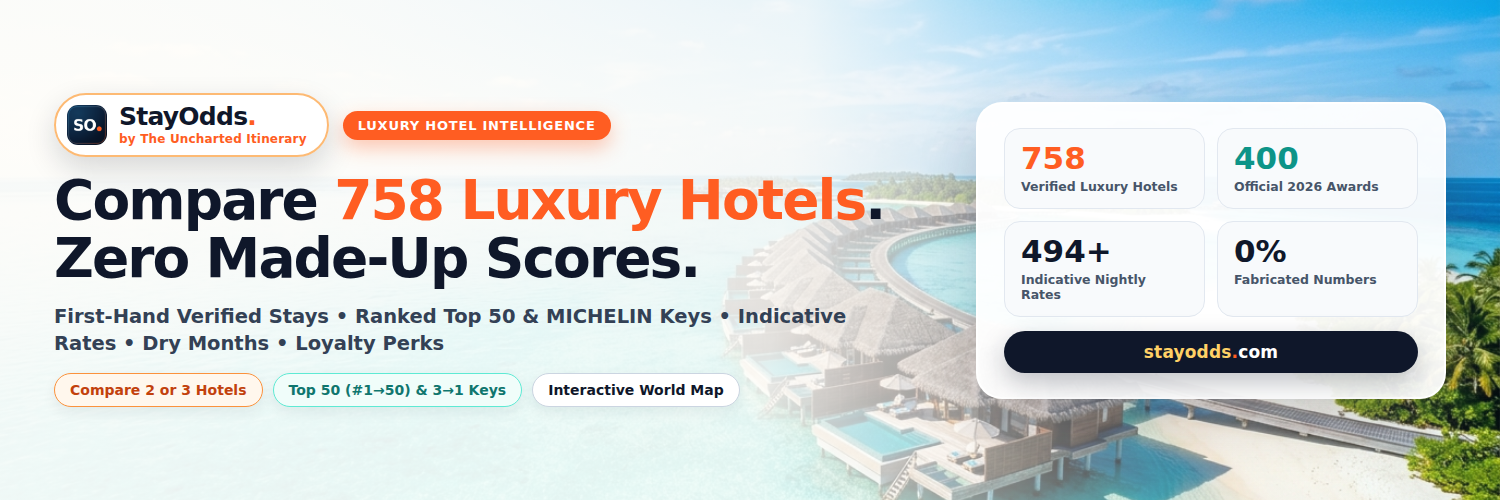 SO.
StayOdds.
by The Uncharted Itinerary
LUXURY HOTEL INTELLIGENCE
Compare 758 Luxury Hotels.
Zero Made-Up Scores.
First-Hand Verified Stays • Ranked Top 50 & MICHELIN Keys • Indicative
Rates • Dry Months • Loyalty Perks
Compare 2 or 3 Hotels
Top 50 (#1→50) & 3→1 Keys
Interactive World Map
758
Verified Luxury Hotels
400
Official 2026 Awards
494+
Indicative Nightly
Rates
0%
Fabricated Numbers
stayodds.com